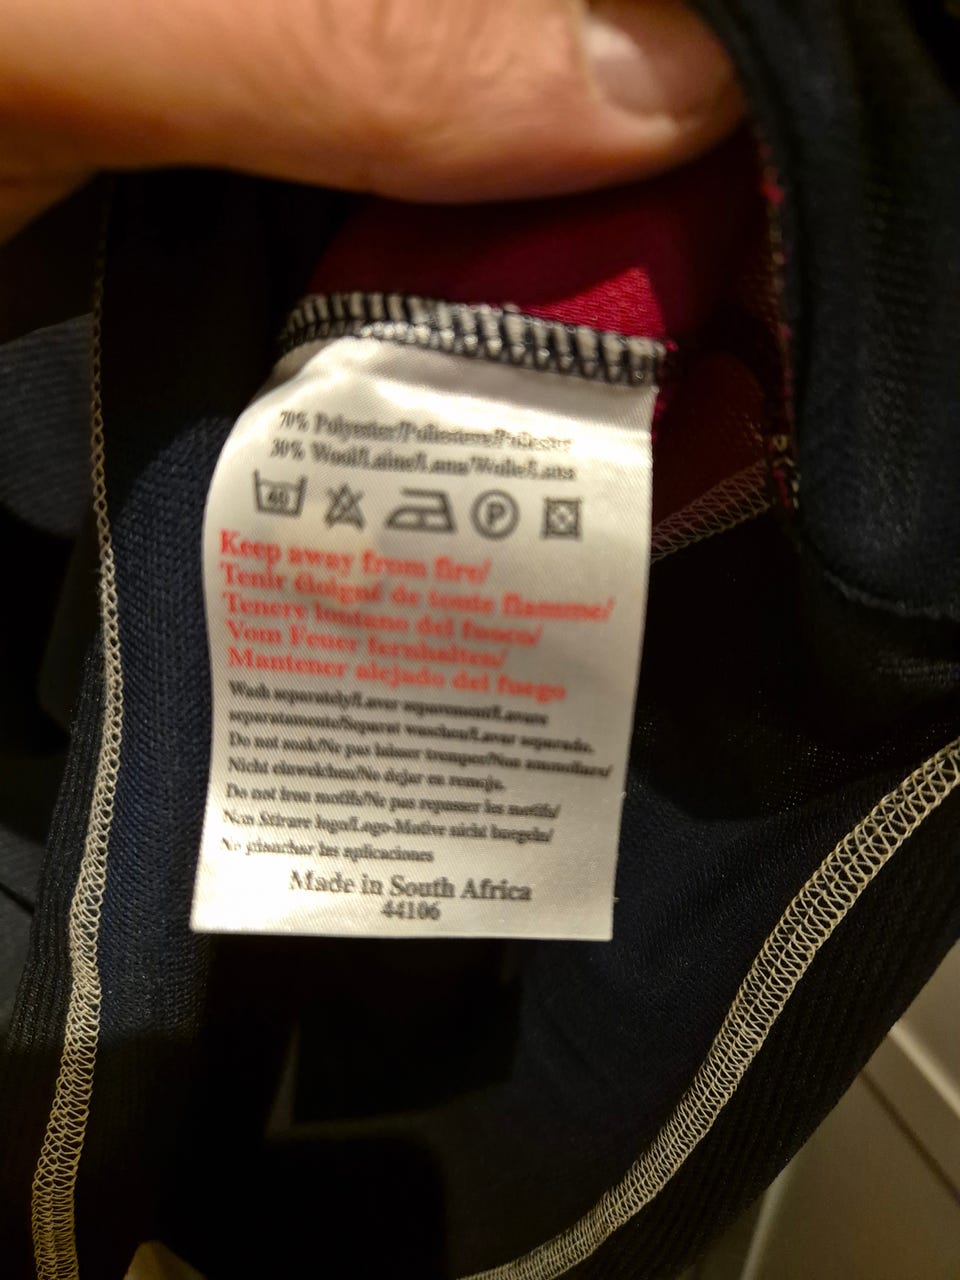 70% Polyester/Poliestere/Poliester
30% Wool/Laine/Lana/Wolle/Lana
40
P
Keep away from fire/
Tenir éloigné de toute flamme/
Tenere lontano del fuoco/
Vom Feuer fernhalten/
Mantener alejado del fuego
Wash separately/Laver separement/Lavare
separatamente/Separat waschen/Lavar separado.
Do not soak/Ne pas laisser tremper/Non ammollare/
Nicht einweichen/No dejar en remojo.
Do not iron motifs/Ne pas repasser les motifs/
Non Stirare logo/Logo-Motive nicht buegeln/
No planchar las aplicaciones
Made in South Africa
44106